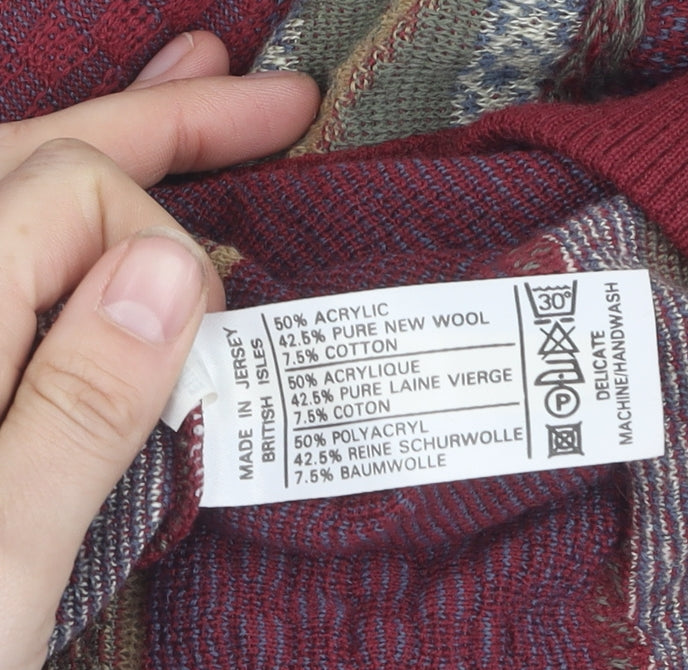 MADE IN JERSEY
BRITISH ISLES
50% ACRYLIC
42.5% PURE NEW WOOL
7.5% COTTON
50% ACRYLIQUE
42.5% PURE LAINE VIERGE
7.5% COTON
50% POLYACRYL
42.5% REINE SCHURWOLLE
7.5% BAUMWOLLE
30°
P
DELICATE
MACHINE/HANDWASH